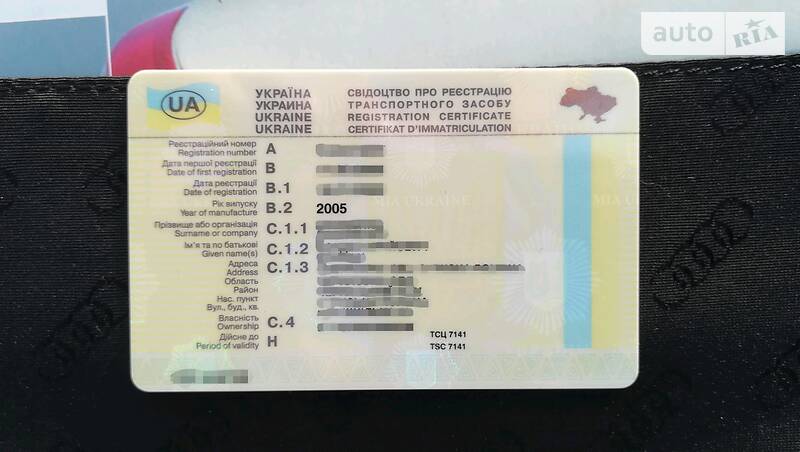 auto RIA
UA
УКРАЇНА
УКРАИНА
UKRAINE
UKRAINE
СВІДОЦТВО ПРО РЕЄСТРАЦІЮ
ТРАНСПОРТНОГО ЗАСОБУ
REGISTRATION CERTIFICATE
CERTIFIKAT D'IMMATRICULATION
Реєстраційний номер
Registration number A
Дата першої реєстрації
Date of first registration B
Дата реєстрації
Date of registration B.1
Рік випуску
Year of manufacture B.2 2005
Прізвище або організація
Surname or company C.1.1
Ім'я та по батькові
Given name(s) C.1.2
Адреса
Address C.1.3
Область
Район
Нас. пункт
Вул., буд., кв.
Власність
Ownership C.4
Дійсне до
Period of validity H
ТСЦ 7141
TSC 7141
MIA UKRAINE